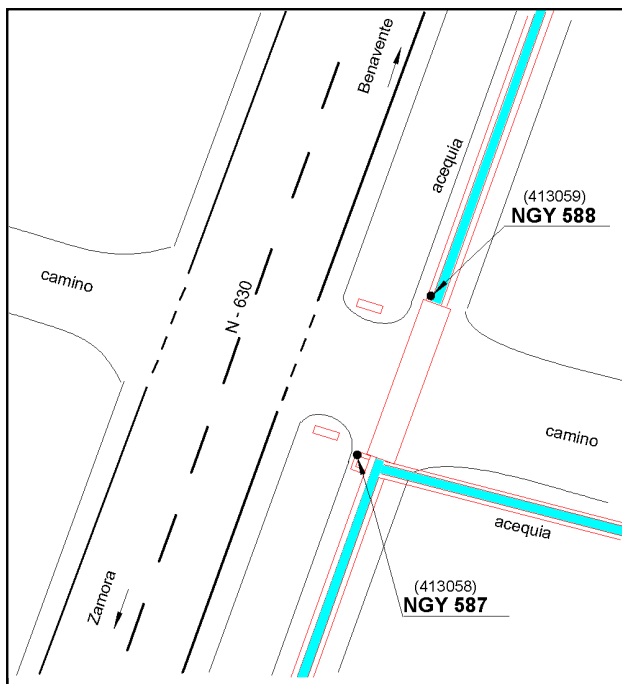 Benavente
acequia
(413059)
NGY 588
camino
N - 630
camino
acequia
(413058)
NGY 587
Zamora